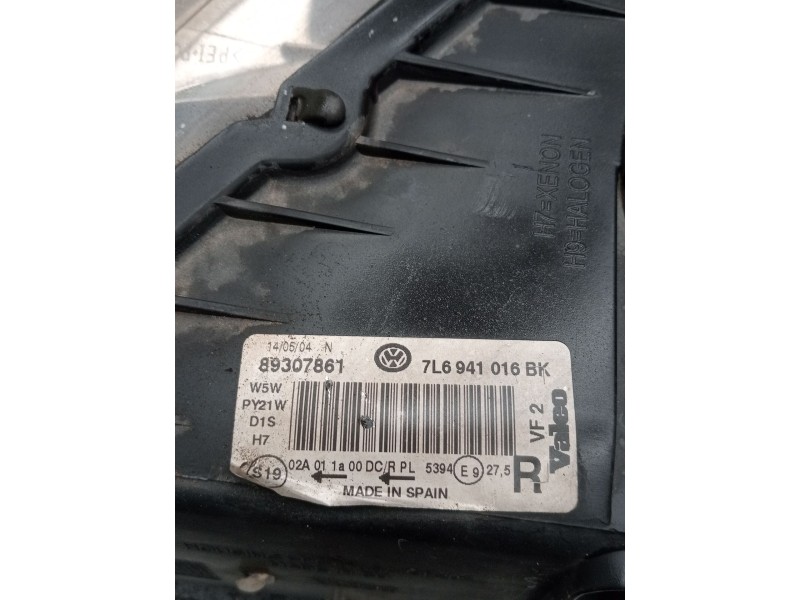 H7=XENON
H9=HALOGEN
14/05/04 N
89307861
7L6 941 016 BK
W5W
PY21W
D1S
H7
VF 2
Valeo
S19
02A 01 1a 00 DC/R PL 5394 E 9 27,5
R
MADE IN SPAIN